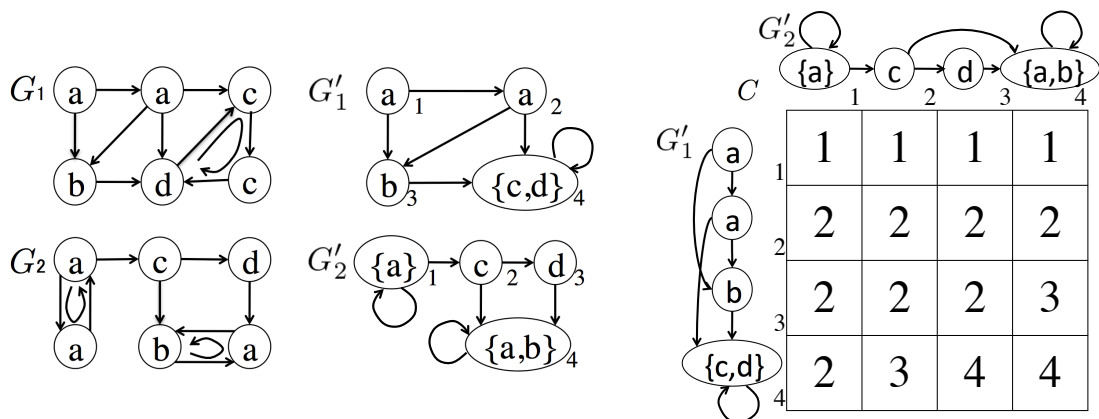 G1 a a c
b d c
G2 a c d
a b a
G′1 a 1 a 2
b 3 {c,d} 4
G′2 {a} 1 c 2 d 3
{a,b} 4
G′2 {a} 1 c 2 d 3 {a,b} 4
C
G′1
a 1 1 1 1 1
a 2 2 2 2 2
b 3 2 2 2 3
{c,d} 4 2 3 4 4